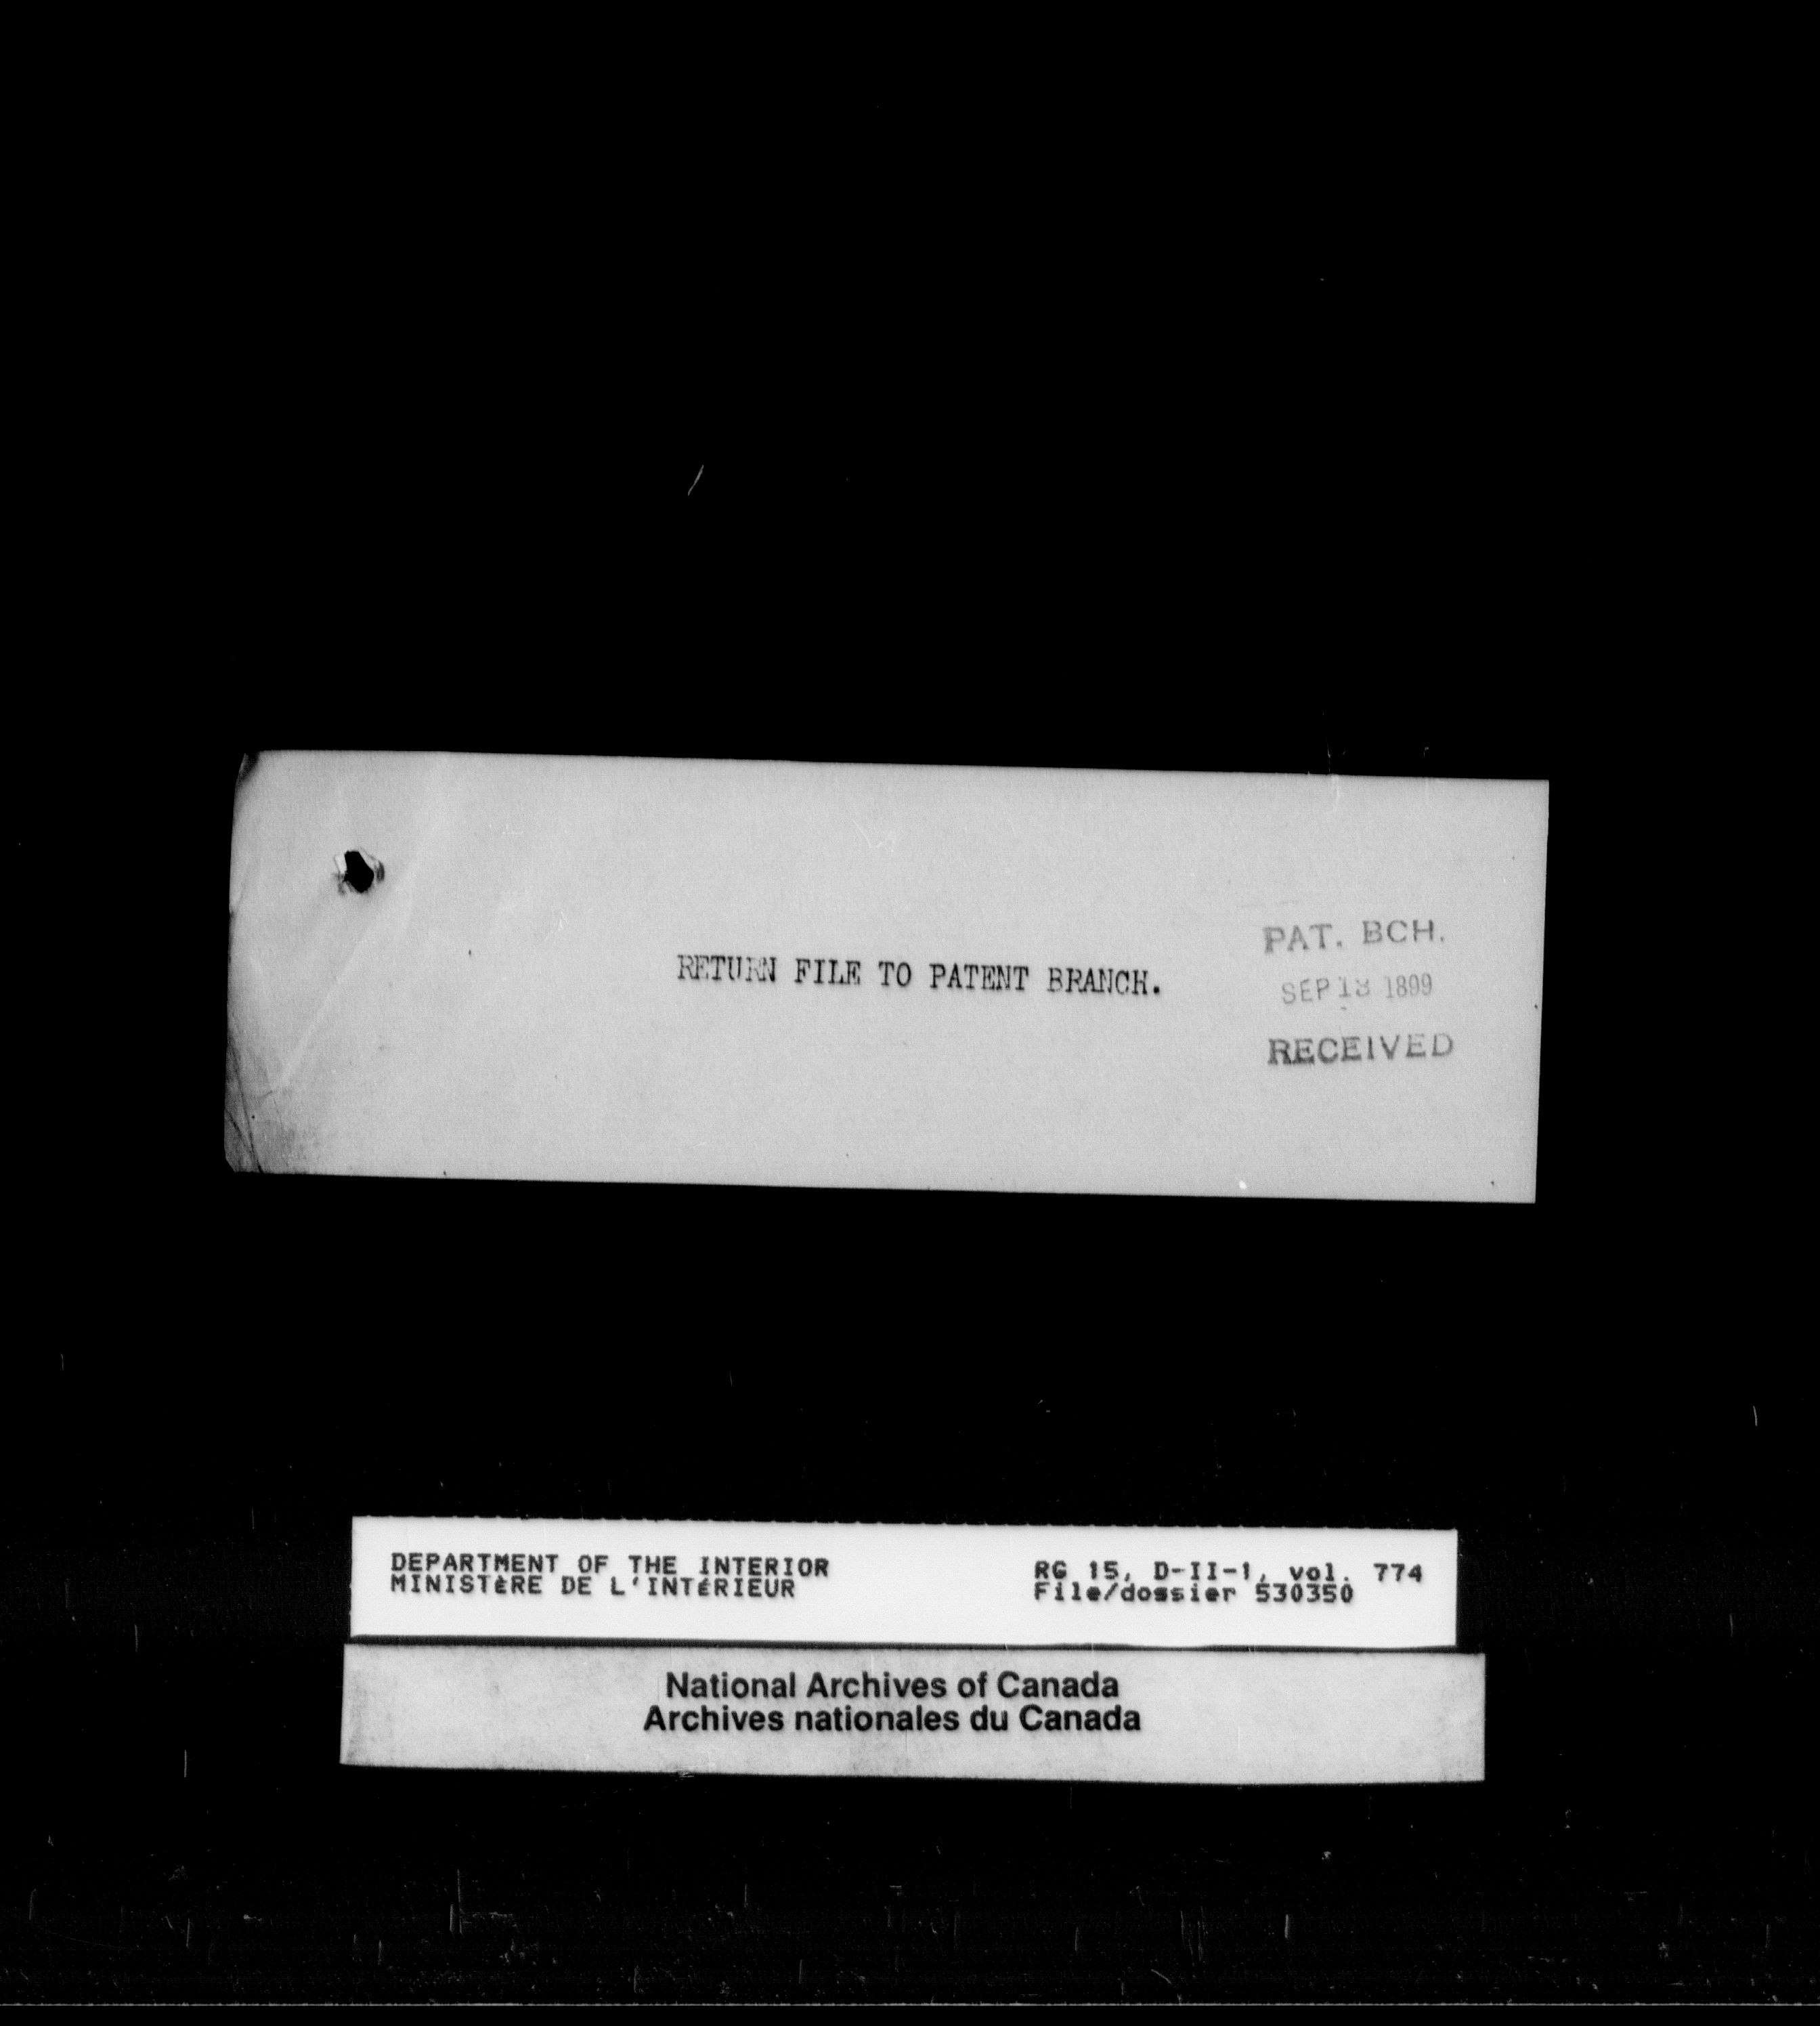 RETURN FILE TO PATENT BRANCH.
PAT. BCH.
SEP 18 1899
RECEIVED
DEPARTMENT OF THE INTERIOR
MINISTÈRE DE L'INTÉRIEUR
RG 15, D-II-1, vol. 774
File/dossier 530350
National Archives of Canada
Archives nationales du Canada